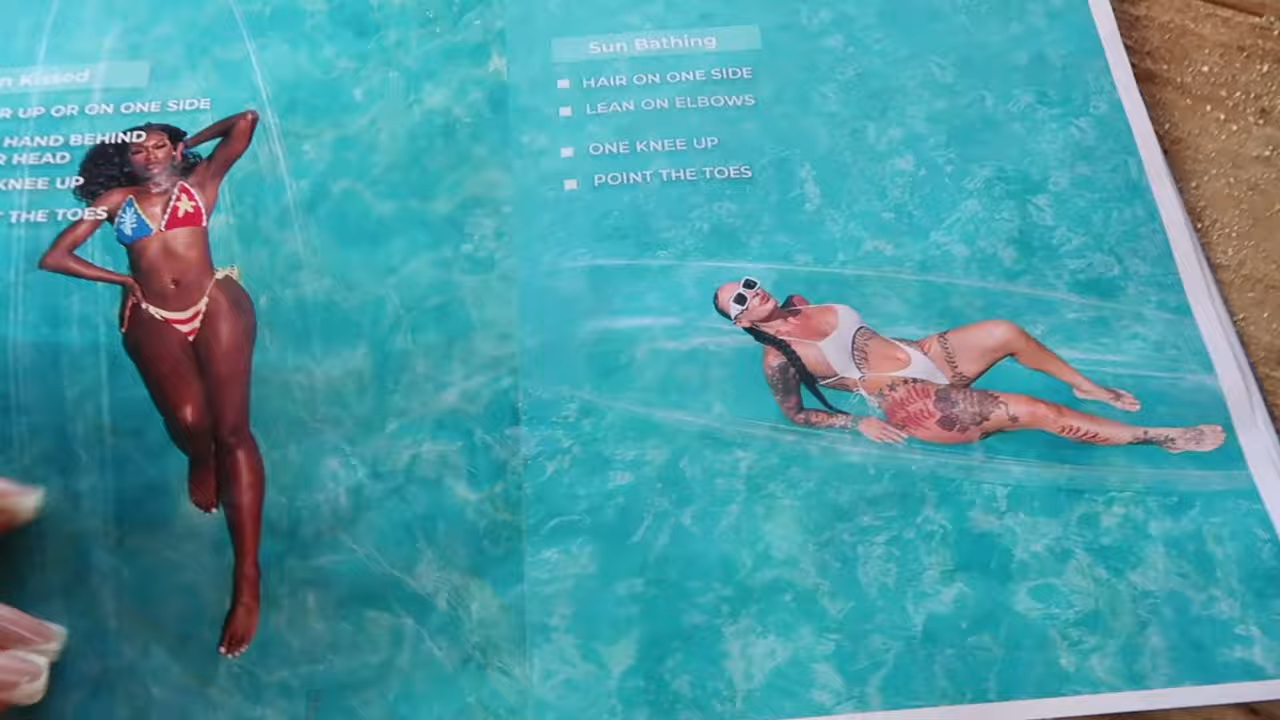 n Kissed
R UP OR ON ONE SIDE
HAND BEHIND
R HEAD
KNEE UP
T THE TOES
Sun Bathing
HAIR ON ONE SIDE
LEAN ON ELBOWS
ONE KNEE UP
POINT THE TOES